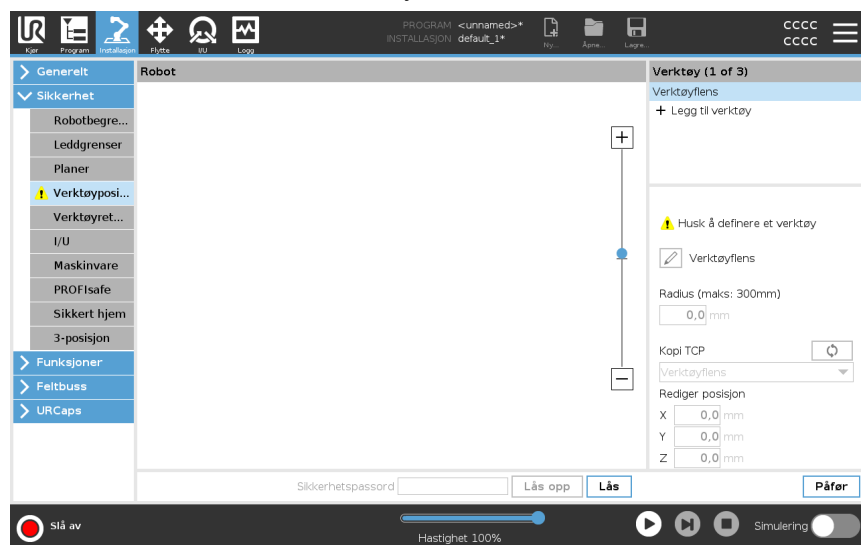 PROGRAM <unnamed>*
INSTALLASJON default_1*
Kjør Program Installasjon Flytte I/U Logg Ny... Åpne... Lagre...
cccc
cccc
Generelt
Sikkerhet
Robotbegre...
Leddgrenser
Planer
Verktøyposi...
Verktøyret...
I/U
Maskinvare
PROFIsafe
Sikkert hjem
3-posisjon
Funksjoner
Feltbuss
URCaps
Robot
Verktøy (1 of 3)
Verktøyflens
+ Legg til verktøy
Husk å definere et verktøy
Verktøyflens
Radius (maks: 300mm)
0,0 mm
Kopi TCP
Verktøyflens
Rediger posisjon
X 0,0 mm
Y 0,0 mm
Z 0,0 mm
Sikkerhetspassord Lås opp Lås Påfør
Slå av
Hastighet 100%
Simulering